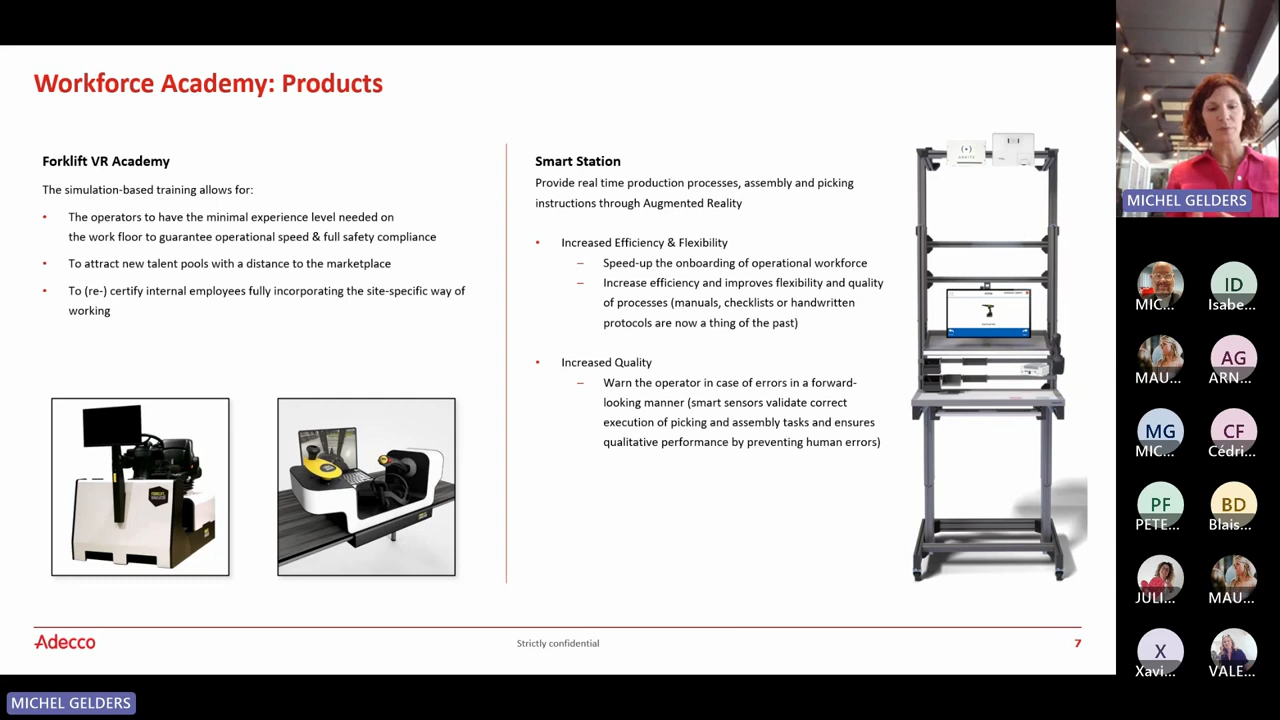 Workforce Academy: Products
Forklift VR Academy
The simulation-based training allows for:
• The operators to have the minimal experience level needed on
the work floor to guarantee operational speed & full safety compliance
• To attract new talent pools with a distance to the marketplace
• To (re-) certify internal employees fully incorporating the site-specific way of
working
Smart Station
Provide real time production processes, assembly and picking
instructions through Augmented Reality
• Increased Efficiency & Flexibility
– Speed-up the onboarding of operational workforce
– Increase efficiency and improves flexibility and quality
of processes (manuals, checklists or handwritten
protocols are now a thing of the past)
• Increased Quality
– Warn the operator in case of errors in a forward-
looking manner (smart sensors validate correct
execution of picking and assembly tasks and ensures
qualitative performance by preventing human errors)
Adecco
Strictly confidential
7
MICHEL GELDERS
MICHEL GELDERS
ID
MIC...
Isabe...
AG
MAU...
ARN...
MG
CF
MIC...
Cédri...
PF
BD
PETE...
Blais...
JULI...
MAU...
X
Xavi...
VALE...